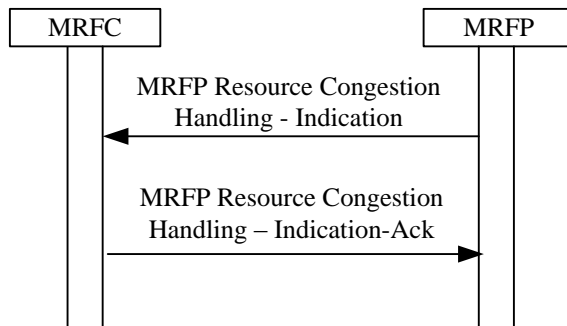 MRFC
MRFP
MRFP Resource Congestion
Handling - Indication
MRFP Resource Congestion
Handling – Indication-Ack